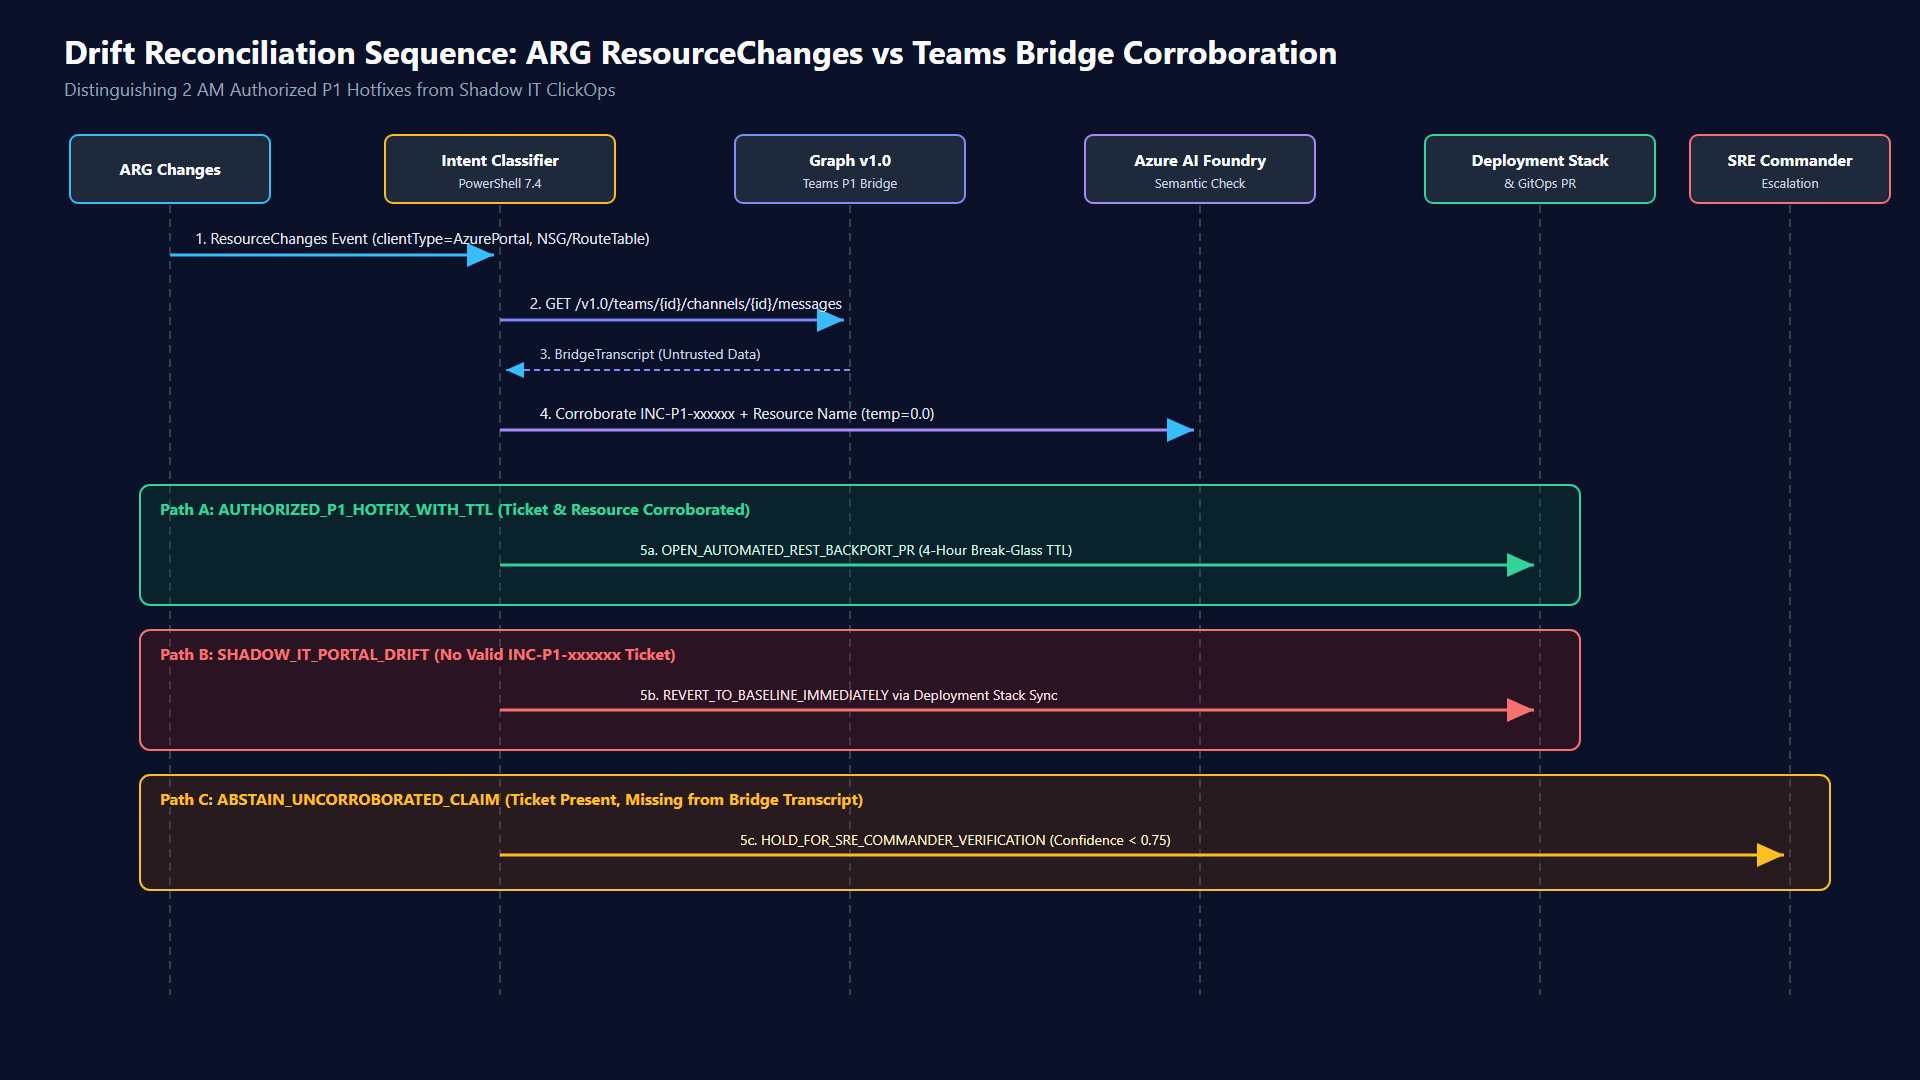 Drift Reconciliation Sequence: ARG ResourceChanges vs Teams Bridge Corroboration
Distinguishing 2 AM Authorized P1 Hotfixes from Shadow IT ClickOps
ARG Changes
Intent Classifier
PowerShell 7.4
Graph v1.0
Teams P1 Bridge
Azure AI Foundry
Semantic Check
Deployment Stack
& GitOps PR
SRE Commander
Escalation
1. ResourceChanges Event (clientType=AzurePortal, NSG/RouteTable)
2. GET /v1.0/teams/{id}/channels/{id}/messages
3. BridgeTranscript (Untrusted Data)
4. Corroborate INC-P1-xxxxxx + Resource Name (temp=0.0)
Path A: AUTHORIZED_P1_HOTFIX_WITH_TTL (Ticket & Resource Corroborated)
5a. OPEN_AUTOMATED_REST_BACKPORT_PR (4-Hour Break-Glass TTL)
Path B: SHADOW_IT_PORTAL_DRIFT (No Valid INC-P1-xxxxxx Ticket)
5b. REVERT_TO_BASELINE_IMMEDIATELY via Deployment Stack Sync
Path C: ABSTAIN_UNCORROBORATED_CLAIM (Ticket Present, Missing from Bridge Transcript)
5c. HOLD_FOR_SRE_COMMANDER_VERIFICATION (Confidence < 0.75)